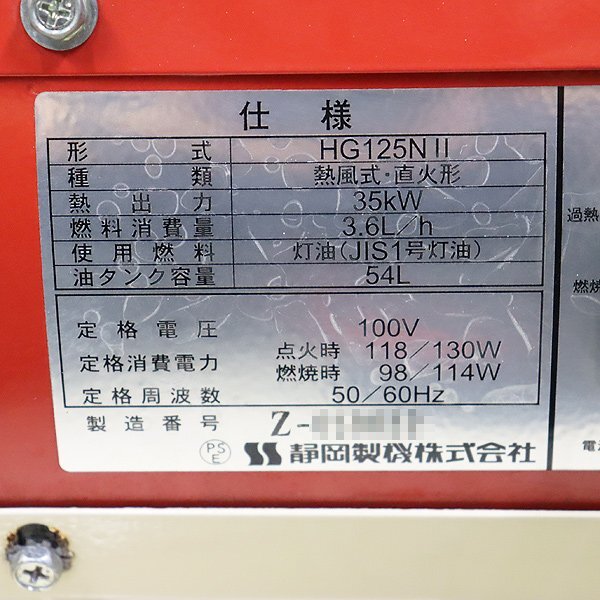 仕様
形式 HG125NII
種類 熱風式・直火形
熱出力 35kW
燃料消費量 3.6L/h
使用燃料 灯油(JIS1号灯油)
油タンク容量 54L
定格電圧 100V
定格消費電力 点火時 118/130W
燃焼時 98/114W
定格周波数 50/60Hz
製造番号 Z-
PSE 静岡製機株式会社
過熱
燃焼
電